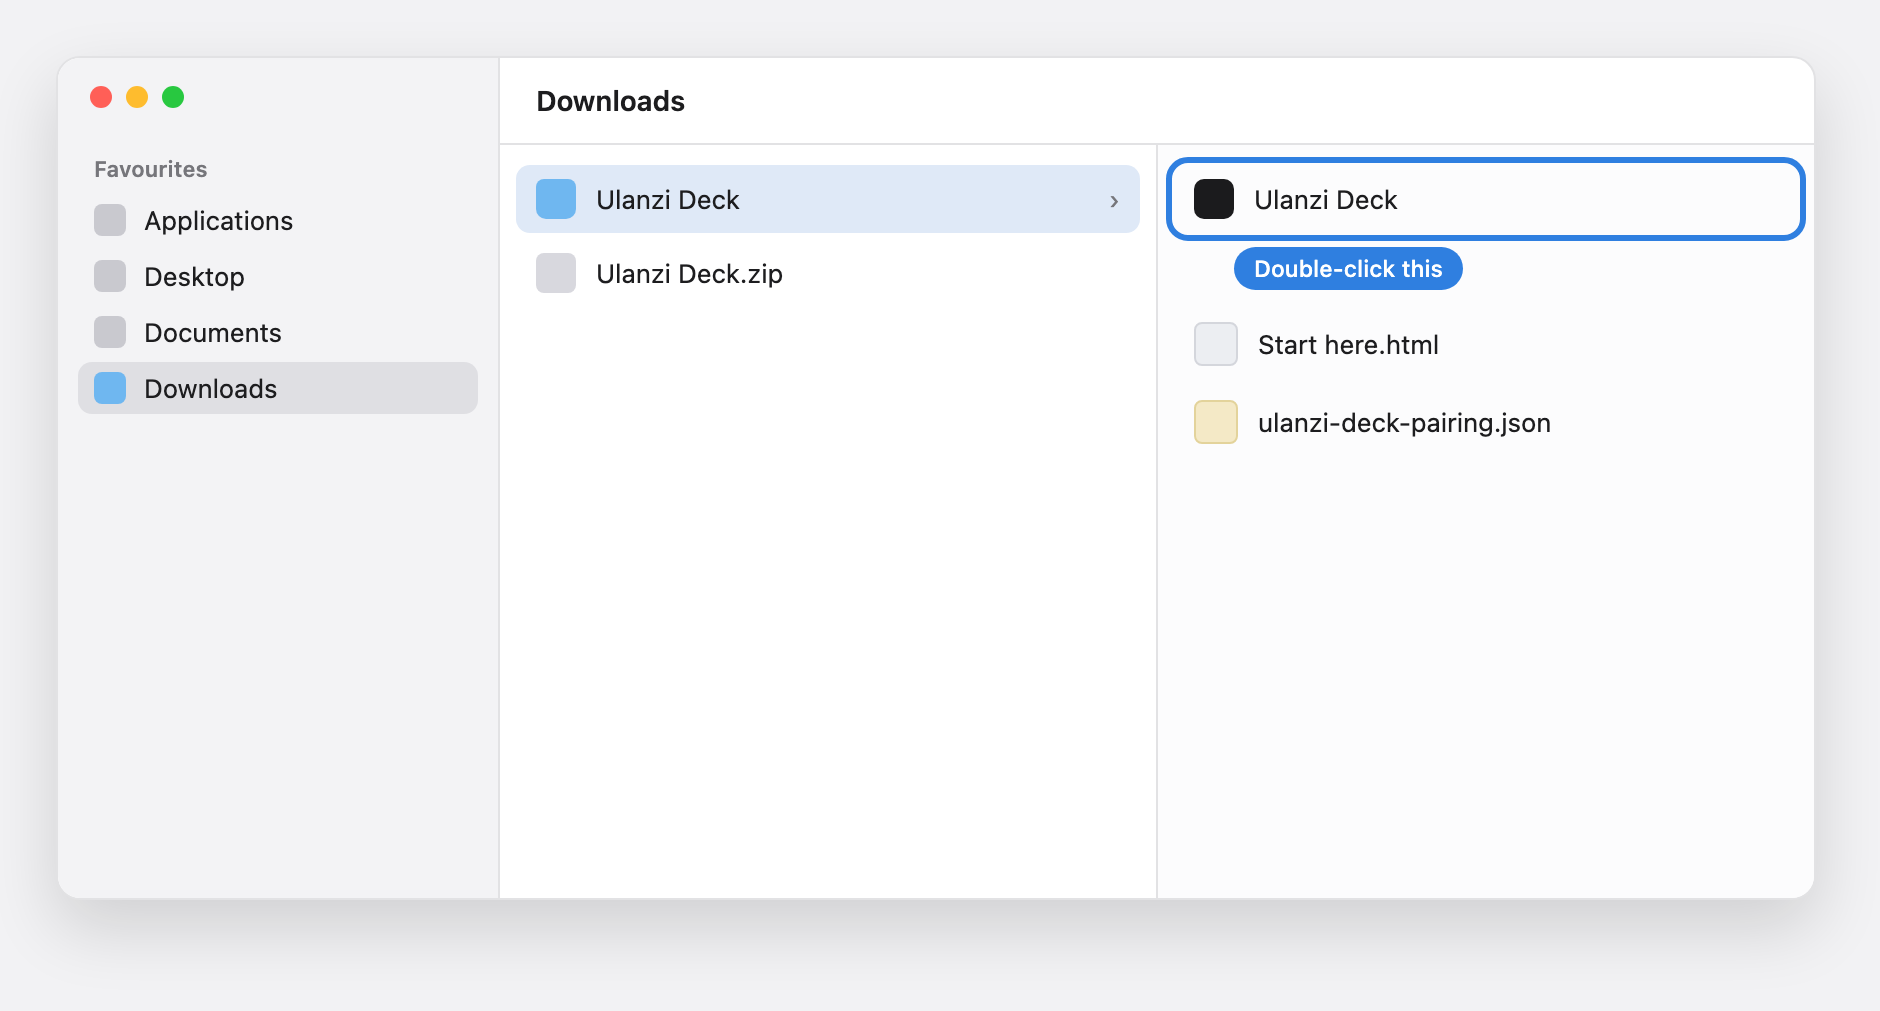 Favourites
Applications
Desktop
Documents
Downloads
Downloads
Ulanzi Deck
Ulanzi Deck.zip
Ulanzi Deck
Double-click this
Start here.html
ulanzi-deck-pairing.json